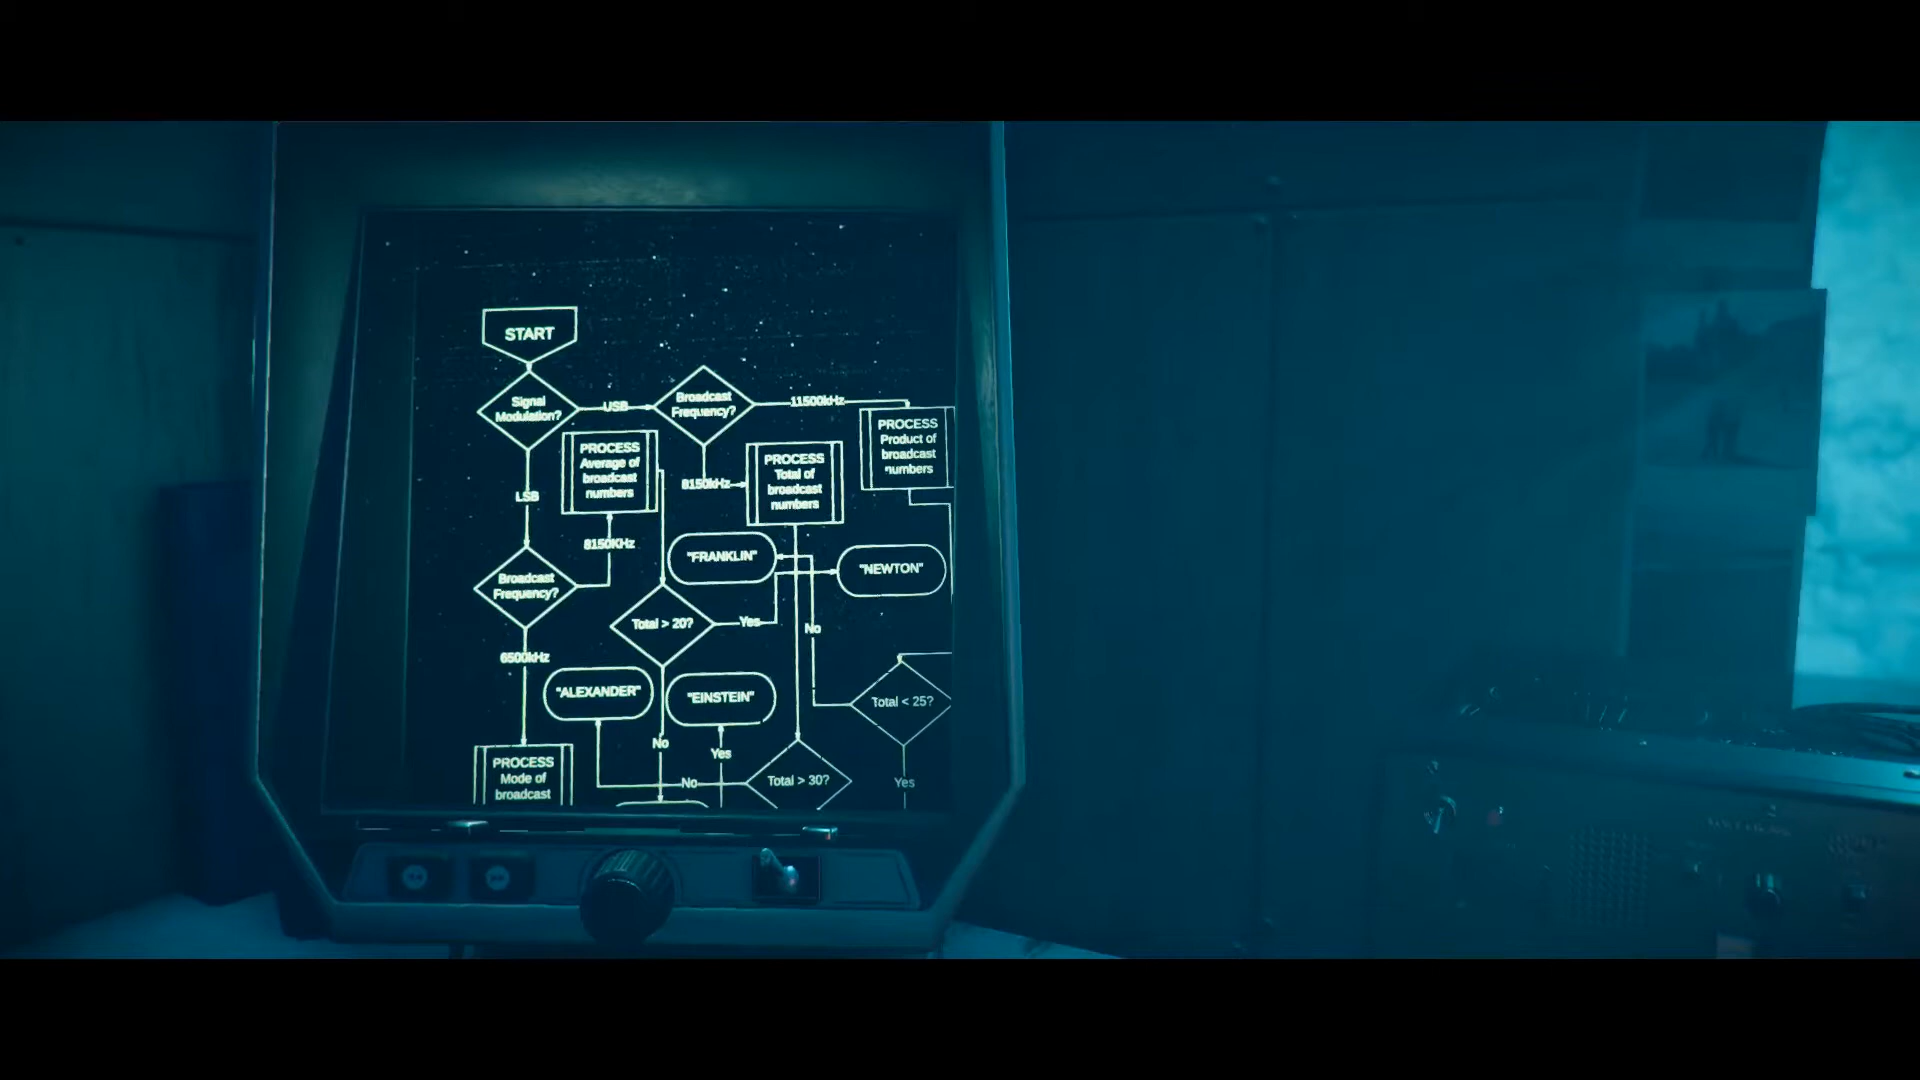 START
Signal
Modulation?
USB
Broadcast
Frequency?
11500kHz
PROCESS
Product of
broadcast
numbers
PROCESS
Average of
broadcast
numbers
8150kHz
PROCESS
Total of
broadcast
numbers
LSB
8150KHz
"FRANKLIN"
"NEWTON"
Broadcast
Frequency?
Total > 20?
Yes
No
6500kHz
"ALEXANDER"
"EINSTEIN"
Total < 25?
No
Yes
PROCESS
Mode of
broadcast
No
Total > 30?
Yes